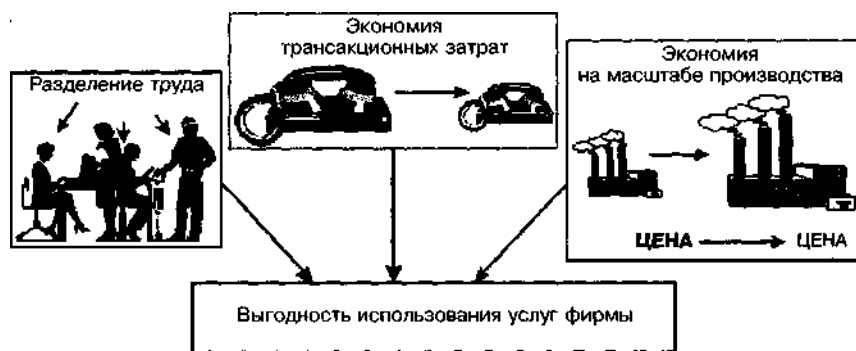 Разделение труда
Экономия
трансакционных затрат
Экономия
на масштабе производства
ЦЕНА ЦЕНА
Выгодность использования услуг фирмы